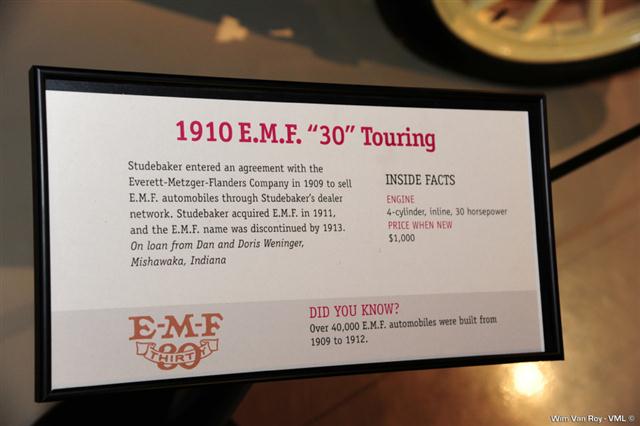 1910 E.M.F. “30” Touring
Studebaker entered an agreement with the
Everett-Metzger-Flanders Company in 1909 to sell
E.M.F. automobiles through Studebaker's dealer
network. Studebaker acquired E.M.F. in 1911,
and the E.M.F. name was discontinued by 1913.
On loan from Dan and Doris Weninger,
Mishawaka, Indiana
INSIDE FACTS
ENGINE
4-cylinder, inline, 30 horsepower
PRICE WHEN NEW
$1,000
E-M-F
30
THIRTY
DID YOU KNOW?
Over 40,000 E.M.F. automobiles were built from
1909 to 1912.
Wim Van Roy - VML ©